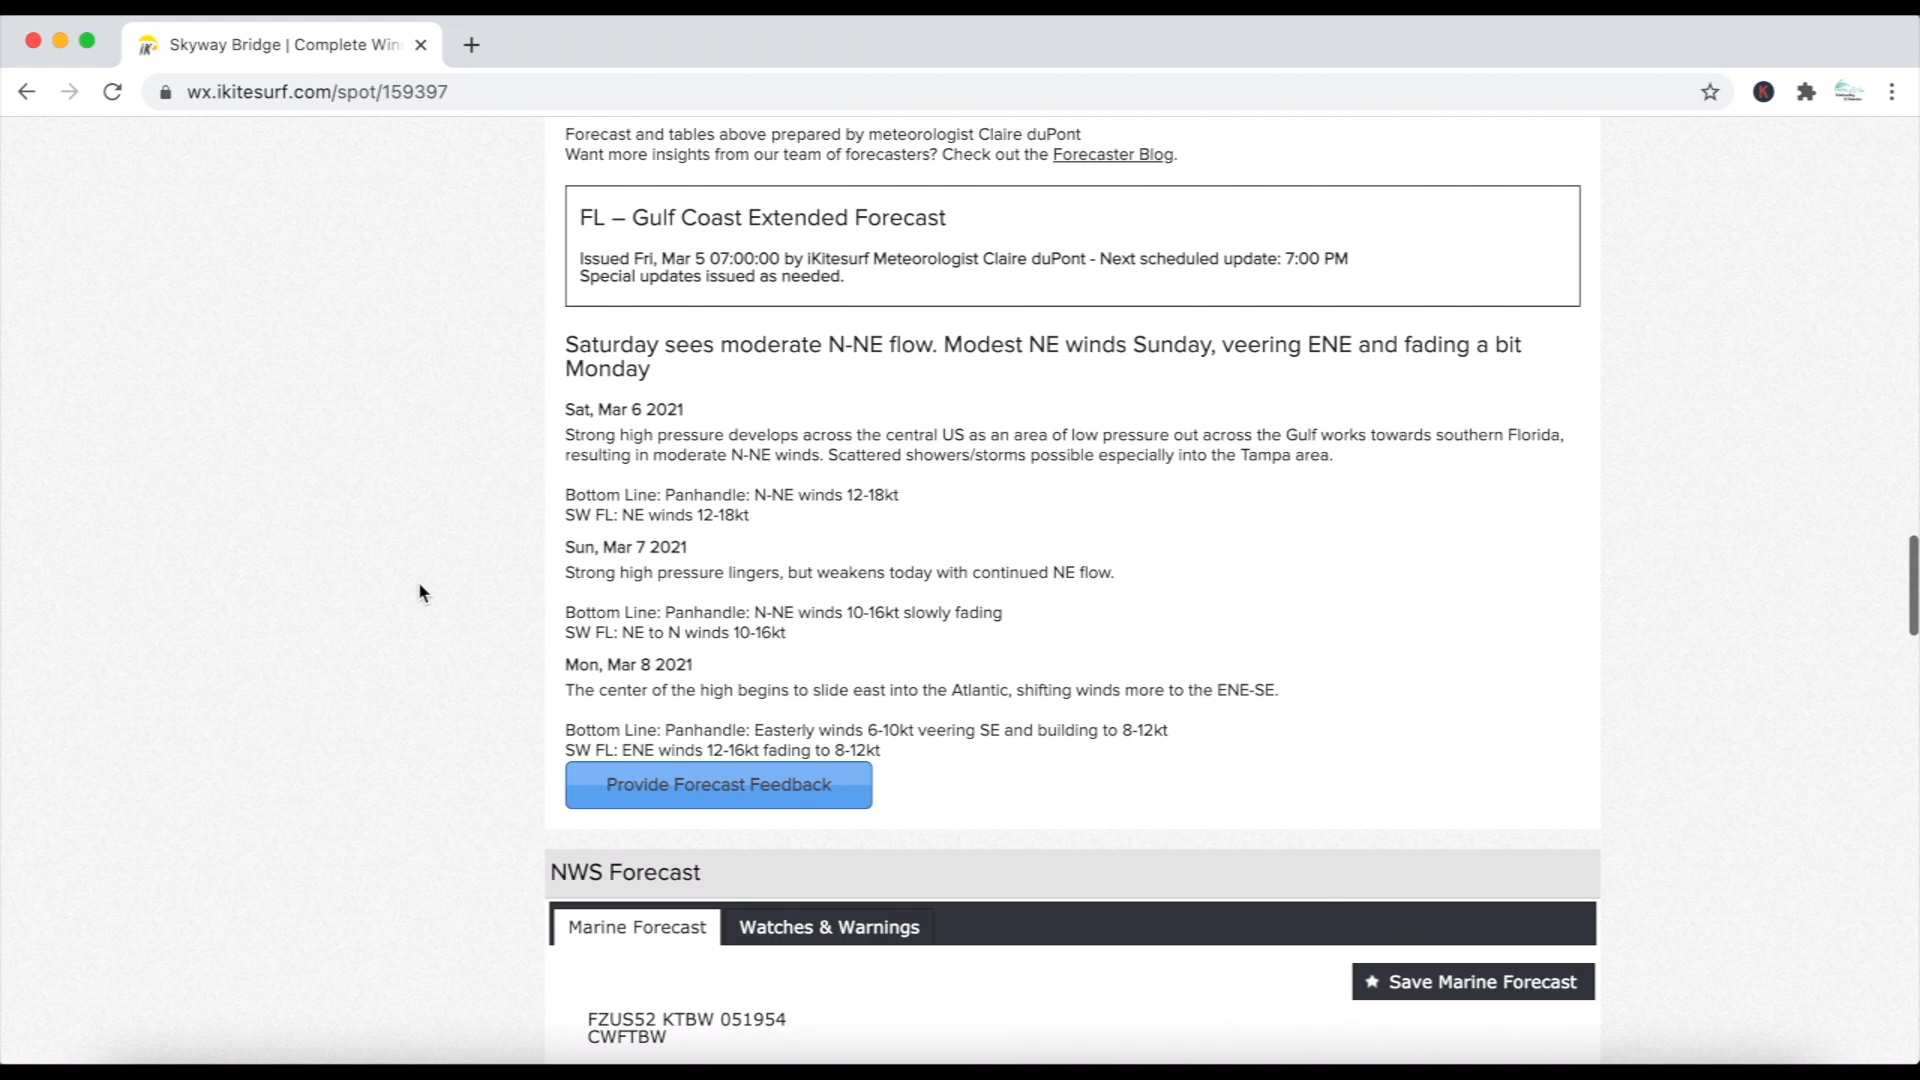 Skyway Bridge | Complete Win
wx.ikitesurf.com/spot/159397
Forecast and tables above prepared by meteorologist Claire duPont
Want more insights from our team of forecasters? Check out the Forecaster Blog.
FL – Gulf Coast Extended Forecast
Issued Fri, Mar 5 07:00:00 by iKitesurf Meteorologist Claire duPont - Next scheduled update: 7:00 PM
Special updates issued as needed.
Saturday sees moderate N-NE flow. Modest NE winds Sunday, veering ENE and fading a bit
Monday
Sat, Mar 6 2021
Strong high pressure develops across the central US as an area of low pressure out across the Gulf works towards southern Florida,
resulting in moderate N-NE winds. Scattered showers/storms possible especially into the Tampa area.
Bottom Line: Panhandle: N-NE winds 12-18kt
SW FL: NE winds 12-18kt
Sun, Mar 7 2021
Strong high pressure lingers, but weakens today with continued NE flow.
Bottom Line: Panhandle: N-NE winds 10-16kt slowly fading
SW FL: NE to N winds 10-16kt
Mon, Mar 8 2021
The center of the high begins to slide east into the Atlantic, shifting winds more to the ENE-SE.
Bottom Line: Panhandle: Easterly winds 6-10kt veering SE and building to 8-12kt
SW FL: ENE winds 12-16kt fading to 8-12kt
Provide Forecast Feedback
NWS Forecast
Marine Forecast Watches & Warnings
Save Marine Forecast
FZUS52 KTBW 051954
CWFTBW